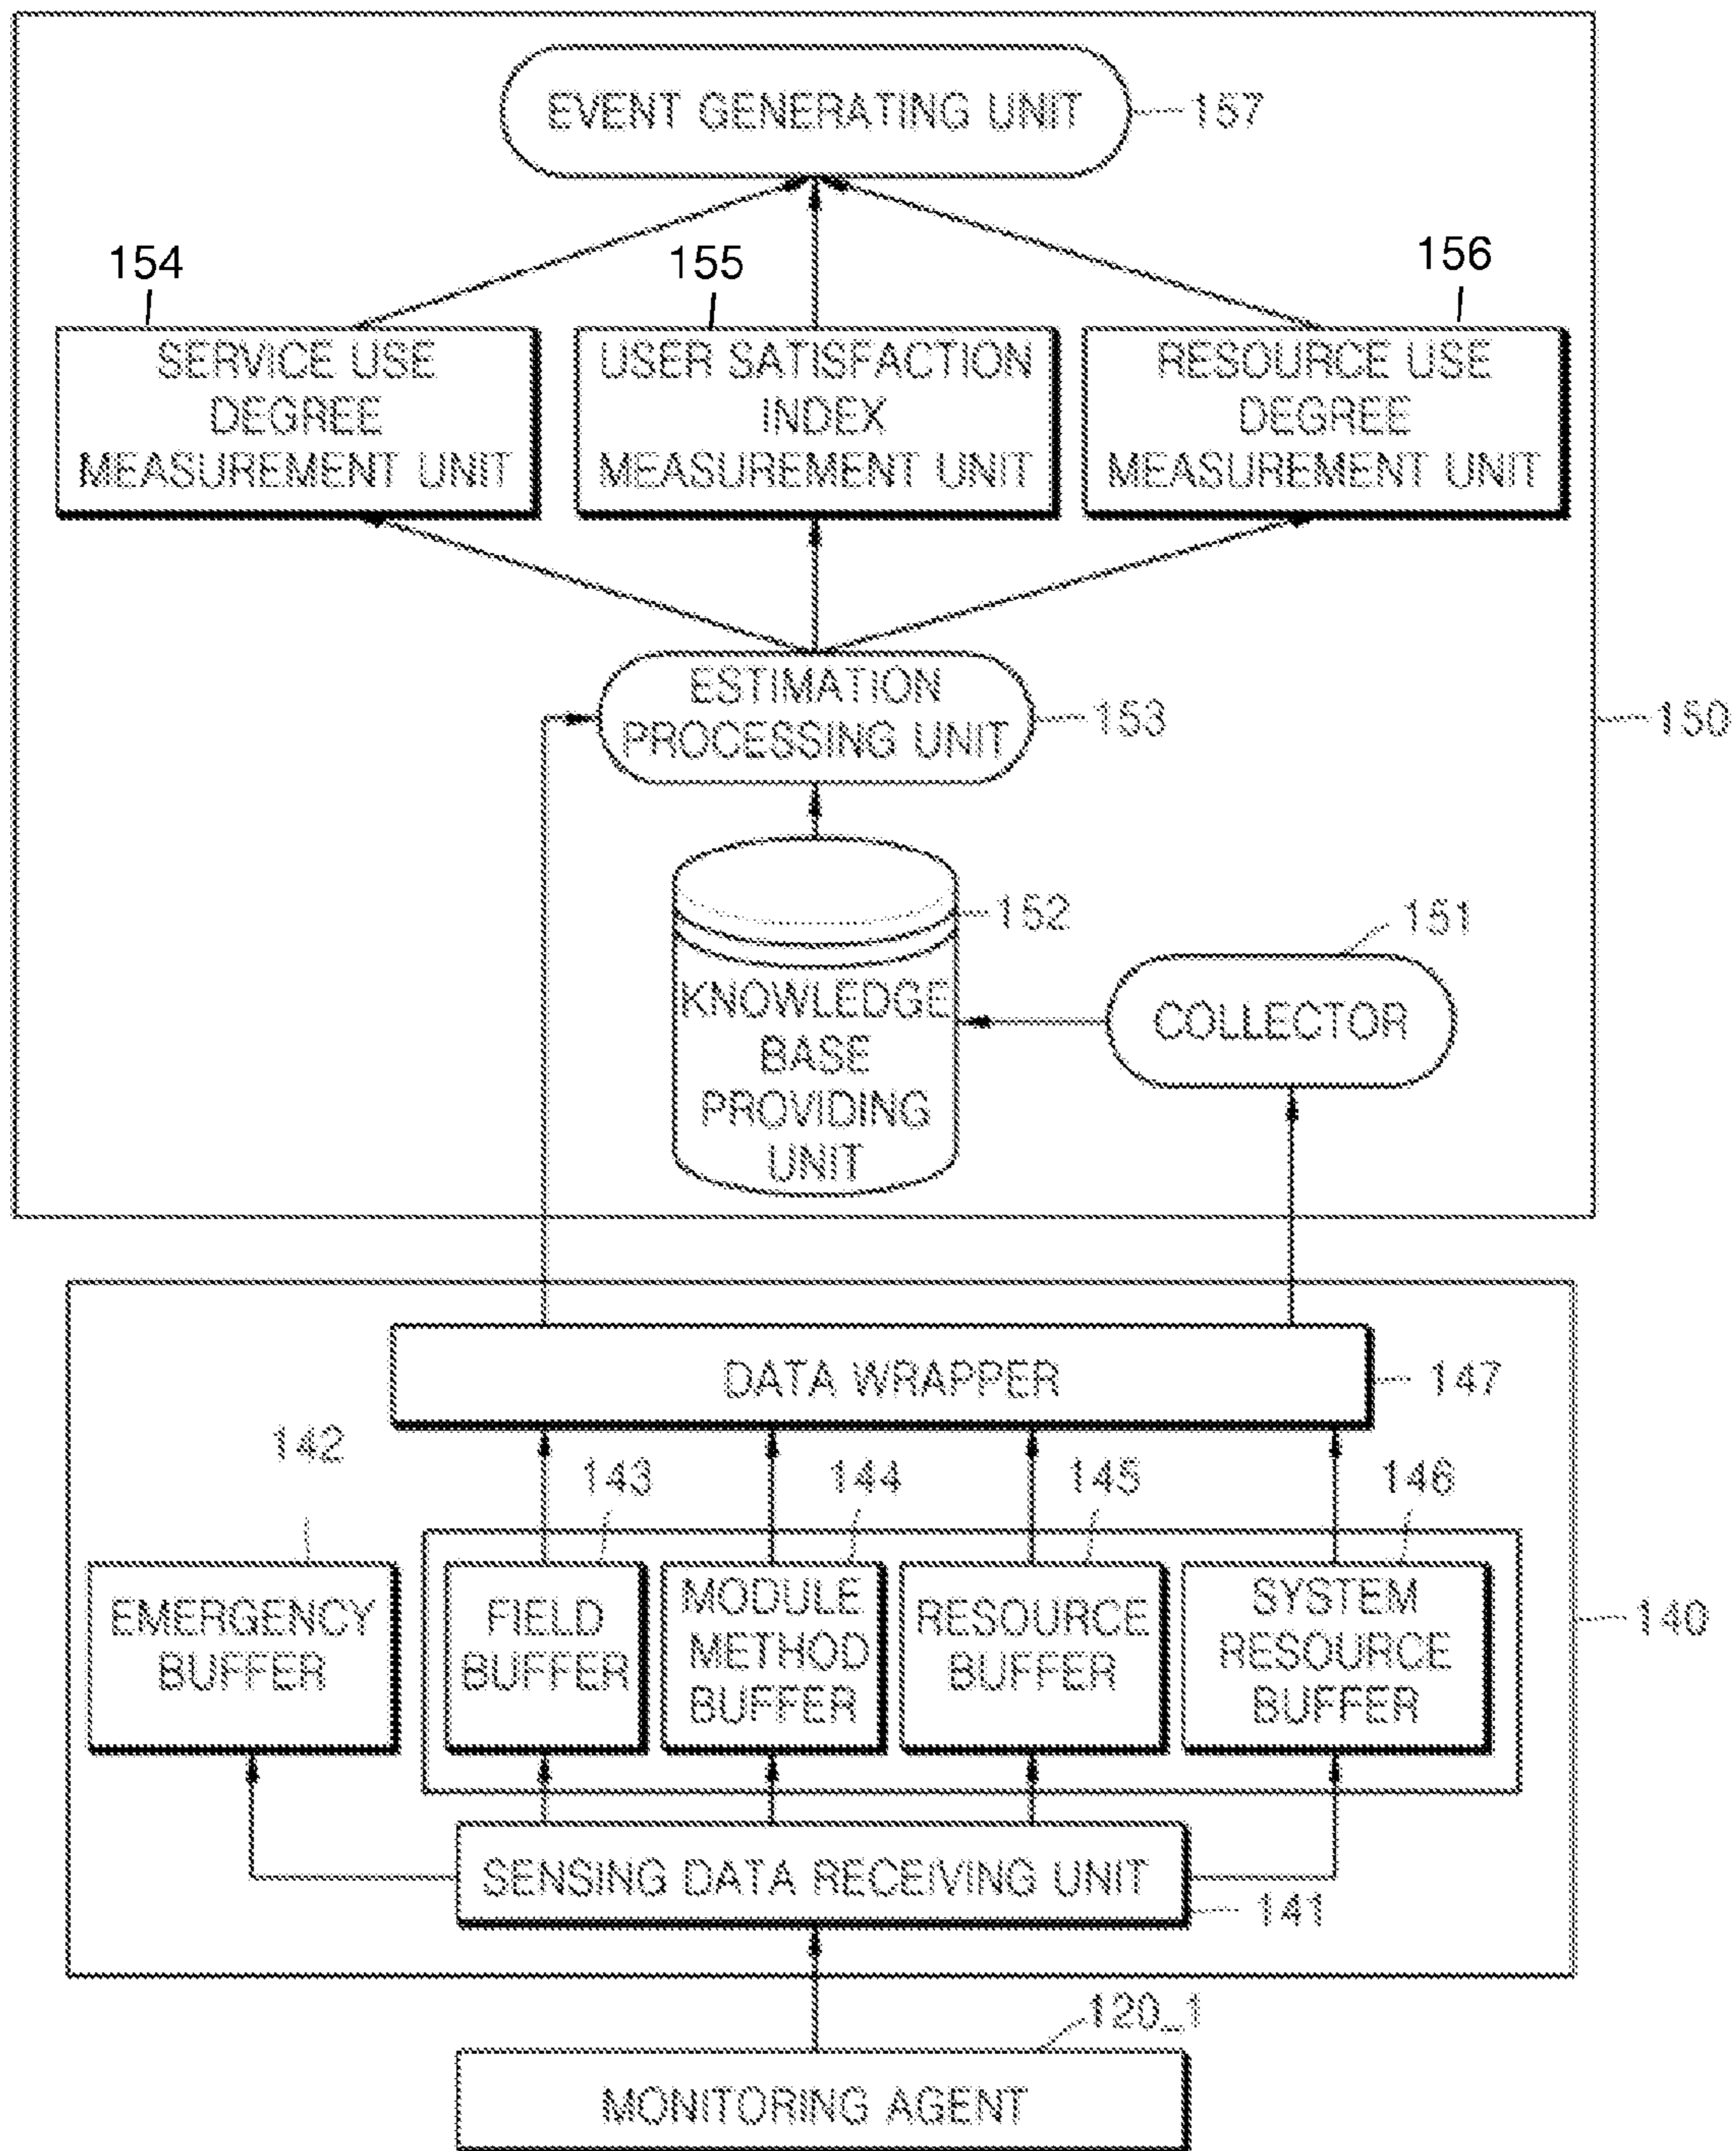 EVENT GENERATING UNIT
157
154
155
156
SERVICE USE
DEGREE
MEASUREMENT UNIT
USER SATISFACTION
INDEX
MEASUREMENT UNIT
RESOURCE USE
DEGREE
MEASUREMENT UNIT
ESTIMATION
PROCESSING UNIT
153
150
152
151
KNOWLEDGE
BASE
PROVIDING
UNIT
COLLECTOR
DATA WRAPPER
147
142
143
144
145
146
EMERGENCY
BUFFER
FIELD
BUFFER
MODULE
METHOD
BUFFER
RESOURCE
BUFFER
SYSTEM
RESOURCE
BUFFER
140
SENSING DATA RECEIVING UNIT
141
120_1
MONITORING AGENT